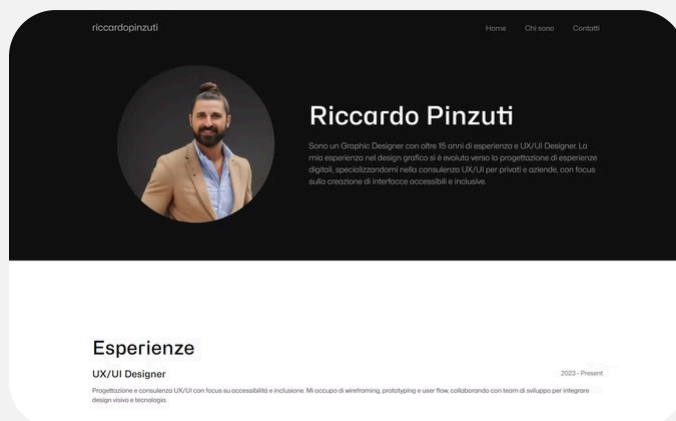 riccardopinzuti
Home Chi sono Contatti
Riccardo Pinzuti
Sono un Graphic Designer con oltre 15 anni di esperienza e UX/UI Designer. La
mia esperienza nel design grafico si è evoluta verso la progettazione di esperienze
digitali, specializzandomi nella consulenza UX/UI per privati e aziende, con focus
sulla creazione di interfacce accessibili e inclusive.
Esperienze
UX/UI Designer 2023 - Present
Progettazione e consulenza UX/UI con focus su accessibilità e inclusione. Mi occupo di wireframing, prototyping e user flow, collaborando con team di sviluppo per integrare
design visivo e tecnologia.